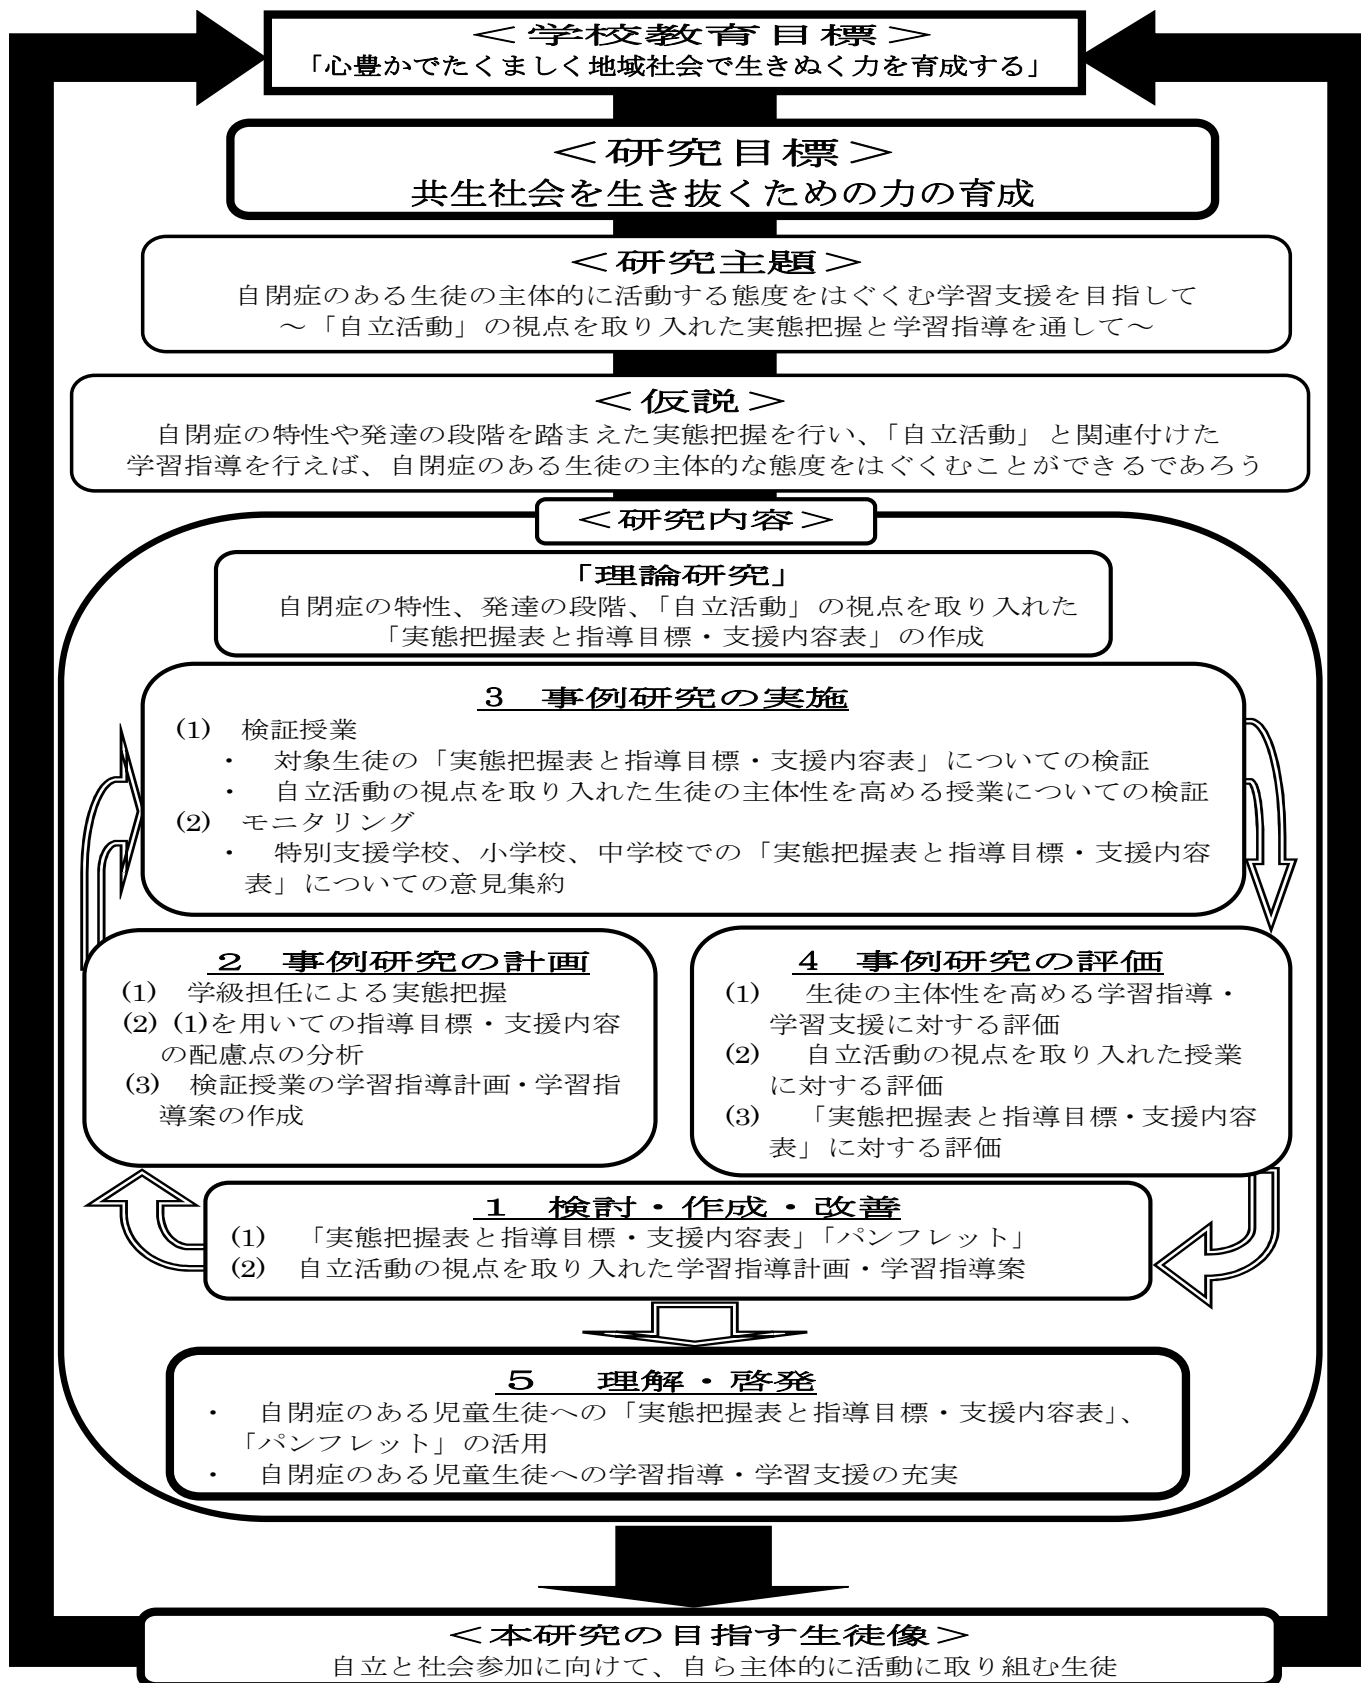 ＜学校教育目標＞
「心豊かでたくましく地域社会で生きぬく力を育成する」
＜研究目標＞
共生社会を生き抜くための力の育成
＜研究主題＞
自閉症のある生徒の主体的に活動する態度をはぐくむ学習支援を目指して
～「自立活動」の視点を取り入れた実態把握と学習指導を通して～
＜仮説＞
自閉症の特性や発達の段階を踏まえた実態把握を行い、「自立活動」と関連付けた
学習指導を行えば、自閉症のある生徒の主体的な態度をはぐくむことができるであろう
＜研究内容＞
「理論研究」
自閉症の特性、発達の段階、「自立活動」の視点を取り入れた
「実態把握表と指導目標・支援内容表」の作成
３　事例研究の実施
(1)　検証授業
・　対象生徒の「実態把握表と指導目標・支援内容表」についての検証
・　自立活動の視点を取り入れた生徒の主体性を高める授業についての検証
(2)　モニタリング
・　特別支援学校、小学校、中学校での「実態把握表と指導目標・支援内容
表」についての意見集約
２　事例研究の計画
(1)　学級担任による実態把握
(2) (1)を用いての指導目標・支援内容
の配慮点の分析
(3)　検証授業の学習指導計画・学習指
導案の作成
４　事例研究の評価
(1)　生徒の主体性を高める学習指導・
学習支援に対する評価
(2)　自立活動の視点を取り入れた授業
に対する評価
(3)　「実態把握表と指導目標・支援内容
表」に対する評価
１　検討・作成・改善
(1)　「実態把握表と指導目標・支援内容表」「パンフレット」
(2)　自立活動の視点を取り入れた学習指導計画・学習指導案
５　理解・啓発
・　自閉症のある児童生徒への「実態把握表と指導目標・支援内容表」、
「パンフレット」の活用
・　自閉症のある児童生徒への学習指導・学習支援の充実
＜本研究の目指す生徒像＞
自立と社会参加に向けて、自ら主体的に活動に取り組む生徒